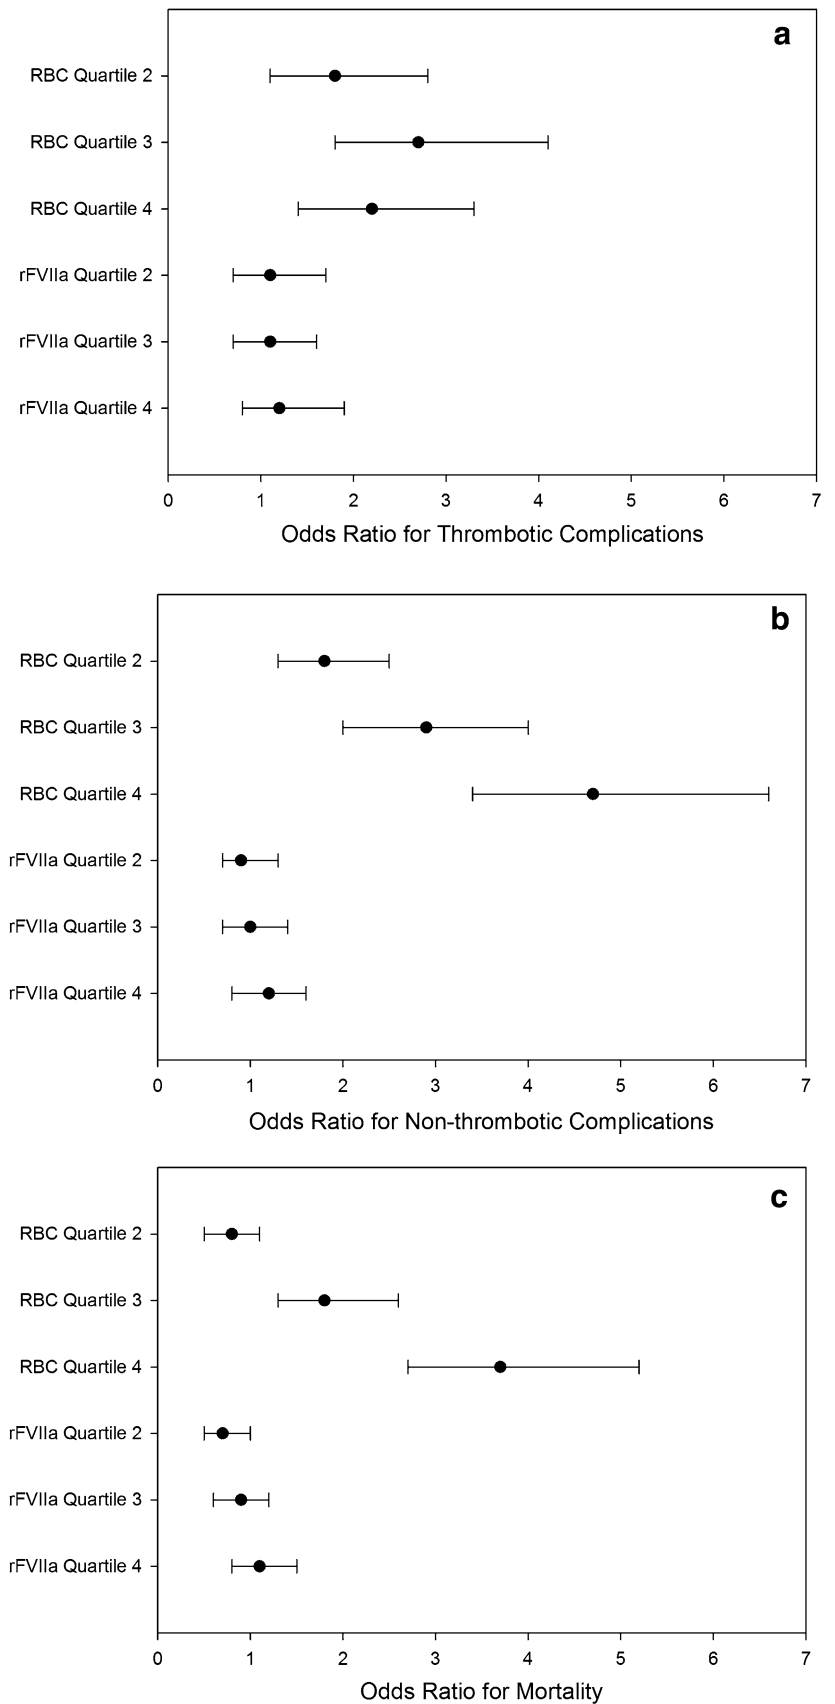 a
RBC Quartile 2
RBC Quartile 3
RBC Quartile 4
rFVIIa Quartile 2
rFVIIa Quartile 3
rFVIIa Quartile 4
0 1 2 3 4 5 6 7
Odds Ratio for Thrombotic Complications
b
RBC Quartile 2
RBC Quartile 3
RBC Quartile 4
rFVIIa Quartile 2
rFVIIa Quartile 3
rFVIIa Quartile 4
0 1 2 3 4 5 6 7
Odds Ratio for Non-thrombotic Complications
c
RBC Quartile 2
RBC Quartile 3
RBC Quartile 4
rFVIIa Quartile 2
rFVIIa Quartile 3
rFVIIa Quartile 4
0 1 2 3 4 5 6 7
Odds Ratio for Mortality